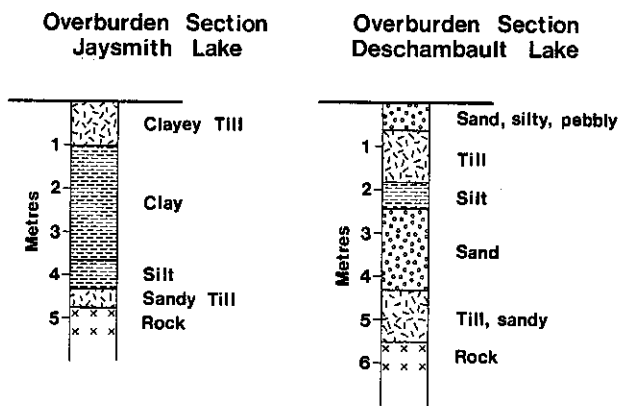 Overburden Section
Jaysmith Lake
Clayey Till
1
2
Clay
3
4
Silt
Sandy Till
5
Rock
Metres
Overburden Section
Deschambault Lake
Sand, silty, pebbly
1
Till
2
Silt
3
Sand
4
5
Till, sandy
6
Rock
Metres